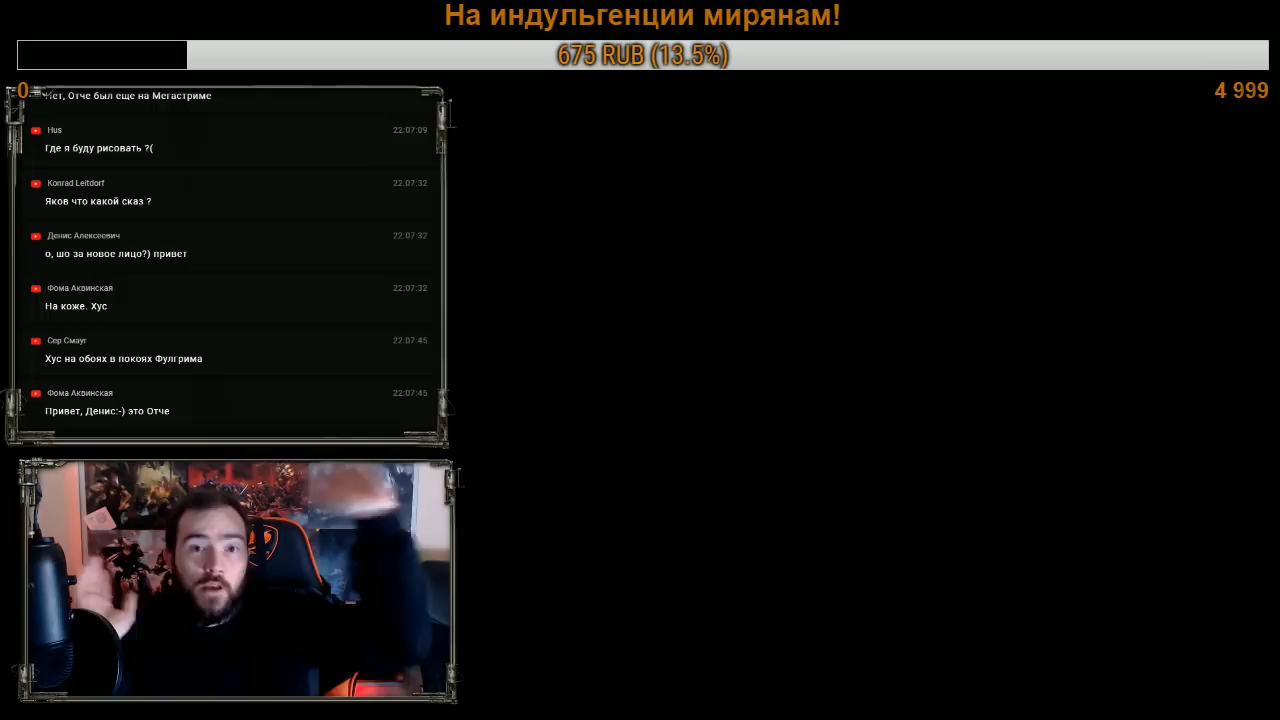 На индульгенции мирянам!
675 RUB (13.5%)
0
4 999
Нет, Отче был еще на Мегастриме
Hus 22:07:09
Где я буду рисовать ?(
Konrad Leitdorf 22:07:32
Яков что какой сказ ?
Денис Алексеевич 22:07:32
о, шо за новое лицо?) привет
Фома Аквинская 22:07:32
На коже. Хус
Сер Смауг 22:07:45
Хус на обоях в покоях Фулгрима
Фома Аквинская 22:07:45
Привет, Денис:-) это Отче